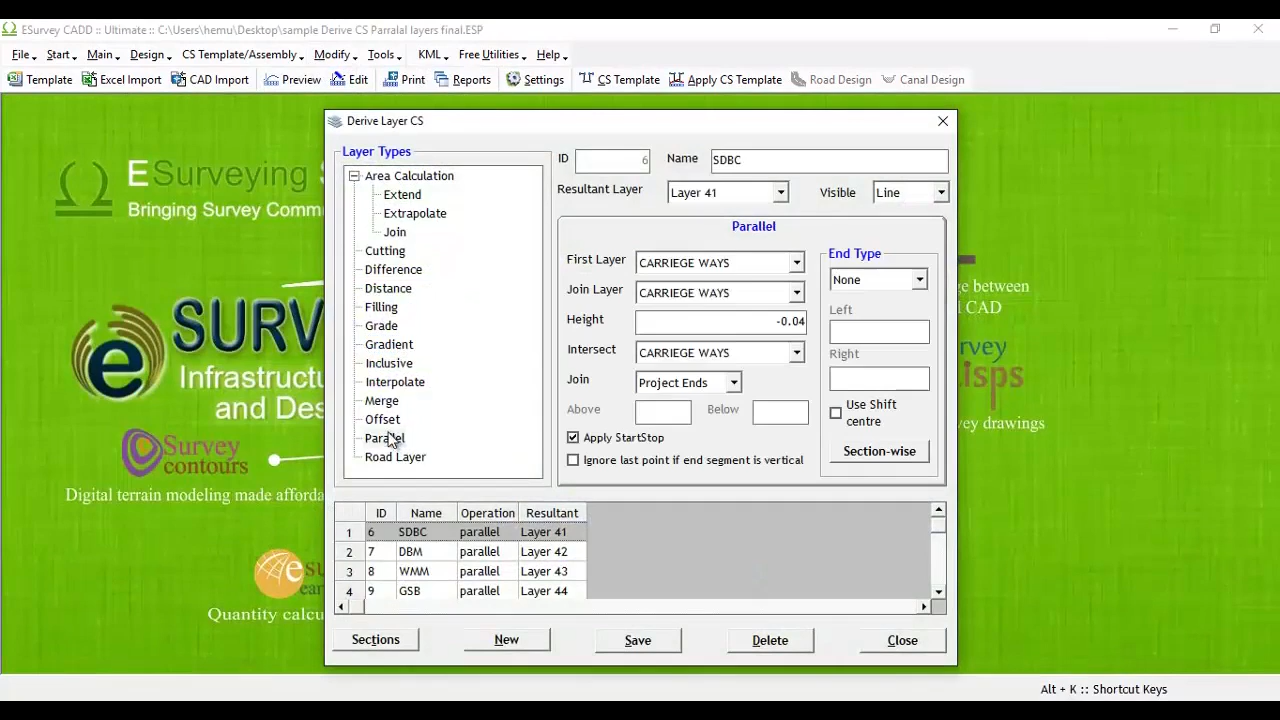 ESurvey CADD :: Ultimate :: C:\Users\hemu\Desktop\sample Derive CS Parralal layers final.ESP
File Start Main Design CS Template/Assembly Modify Tools KML Free Utilities Help
Template Excel Import CAD Import Preview Edit Print Reports Settings CS Template Apply CS Template Road Design Canal Design
Derive Layer CS
Layer Types
Area Calculation
Extend
Extrapolate
Join
Cutting
Difference
Distance
Filling
Grade
Gradient
Inclusive
Interpolate
Merge
Offset
Parallel
Road Layer
ID 6 Name SDBC
Resultant Layer Layer 41 Visible Line
Parallel
First Layer CARRIEGE WAYS
Join Layer CARRIEGE WAYS
Height -0.04
Intersect CARRIEGE WAYS
Join Project Ends
Above Below
Apply StartStop
Ignore last point if end segment is vertical
End Type
None
Left
Right
Use Shift
centre
Section-wise
ID Name Operation Resultant
1 6 SDBC parallel Layer 41
2 7 DBM parallel Layer 42
3 8 WMM parallel Layer 43
4 9 GSB parallel Layer 44
Sections New Save Delete Close
ESurveying
Bringing Survey Comm
e SURV
Infrastruct
and Des
Survey
contours
Digital terrain modeling made afforda
Quantity calcu
ge between
CAD
vey
isps
vey drawings
Alt + K :: Shortcut Keys